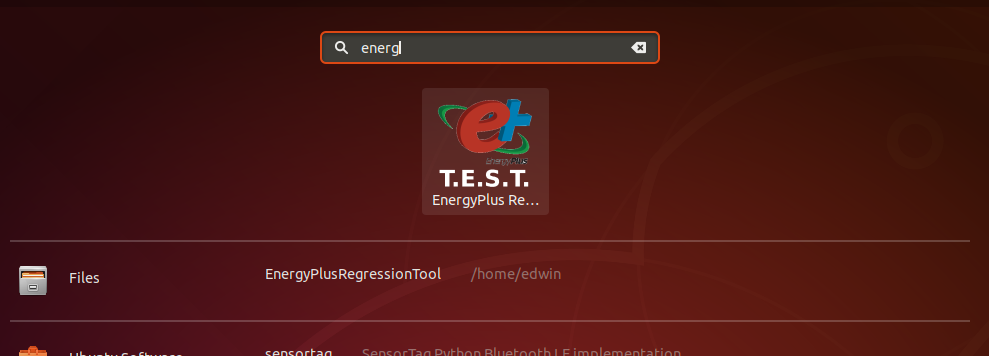 energ
EnergyPlus
T.E.S.T.
EnergyPlus Re...
Files EnergyPlusRegressionTool /home/edwin
Ubuntu Software sensortag SensorTag Python Bluetooth LE implementation